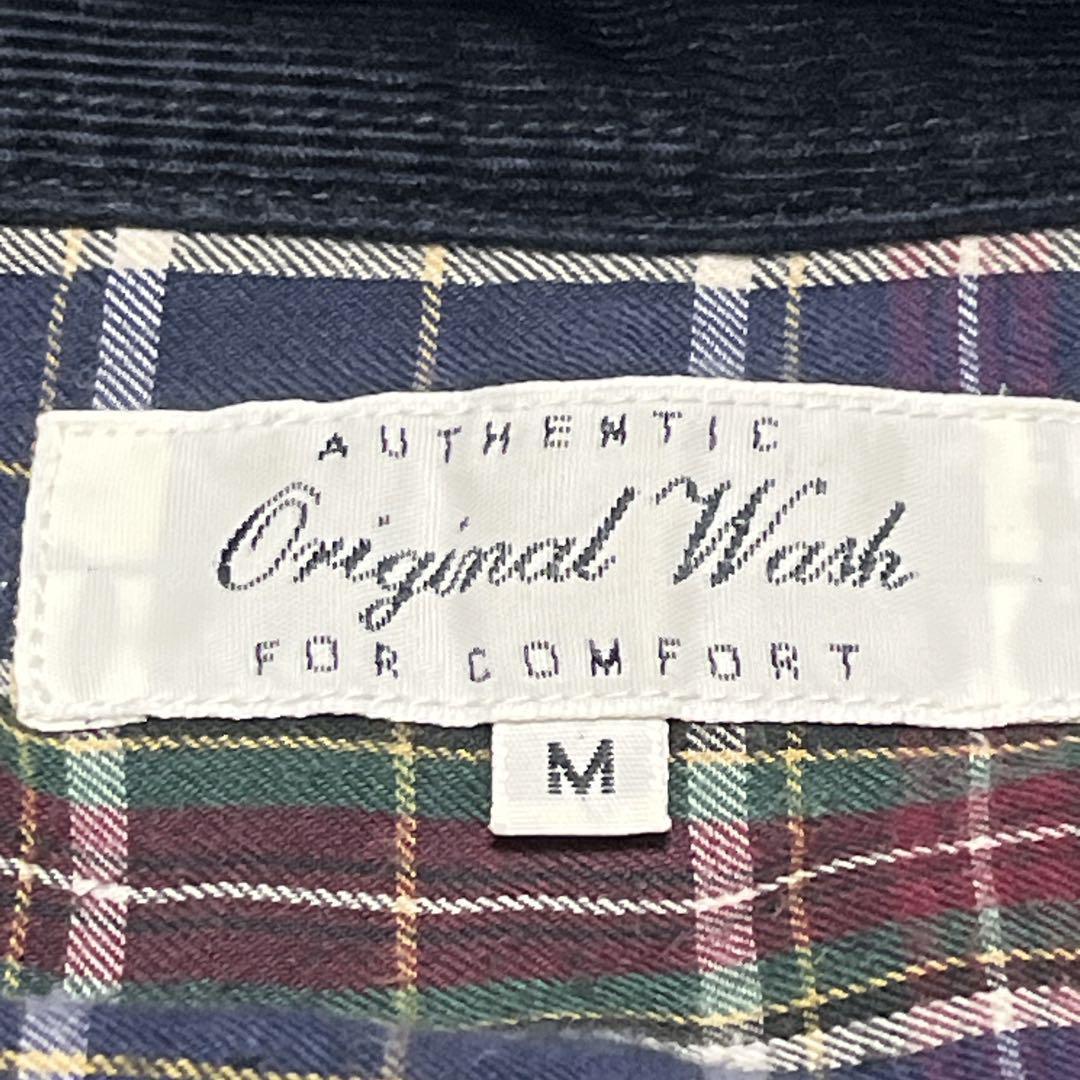 AUTHENTIC
Original Wash
FOR COMFORT
M